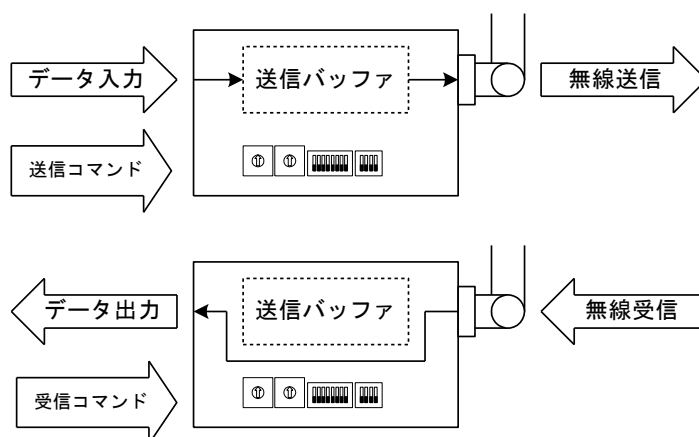 データ入力
送信バッファ
無線送信
送信コマンド
データ出力
送信バッファ
無線受信
受信コマンド